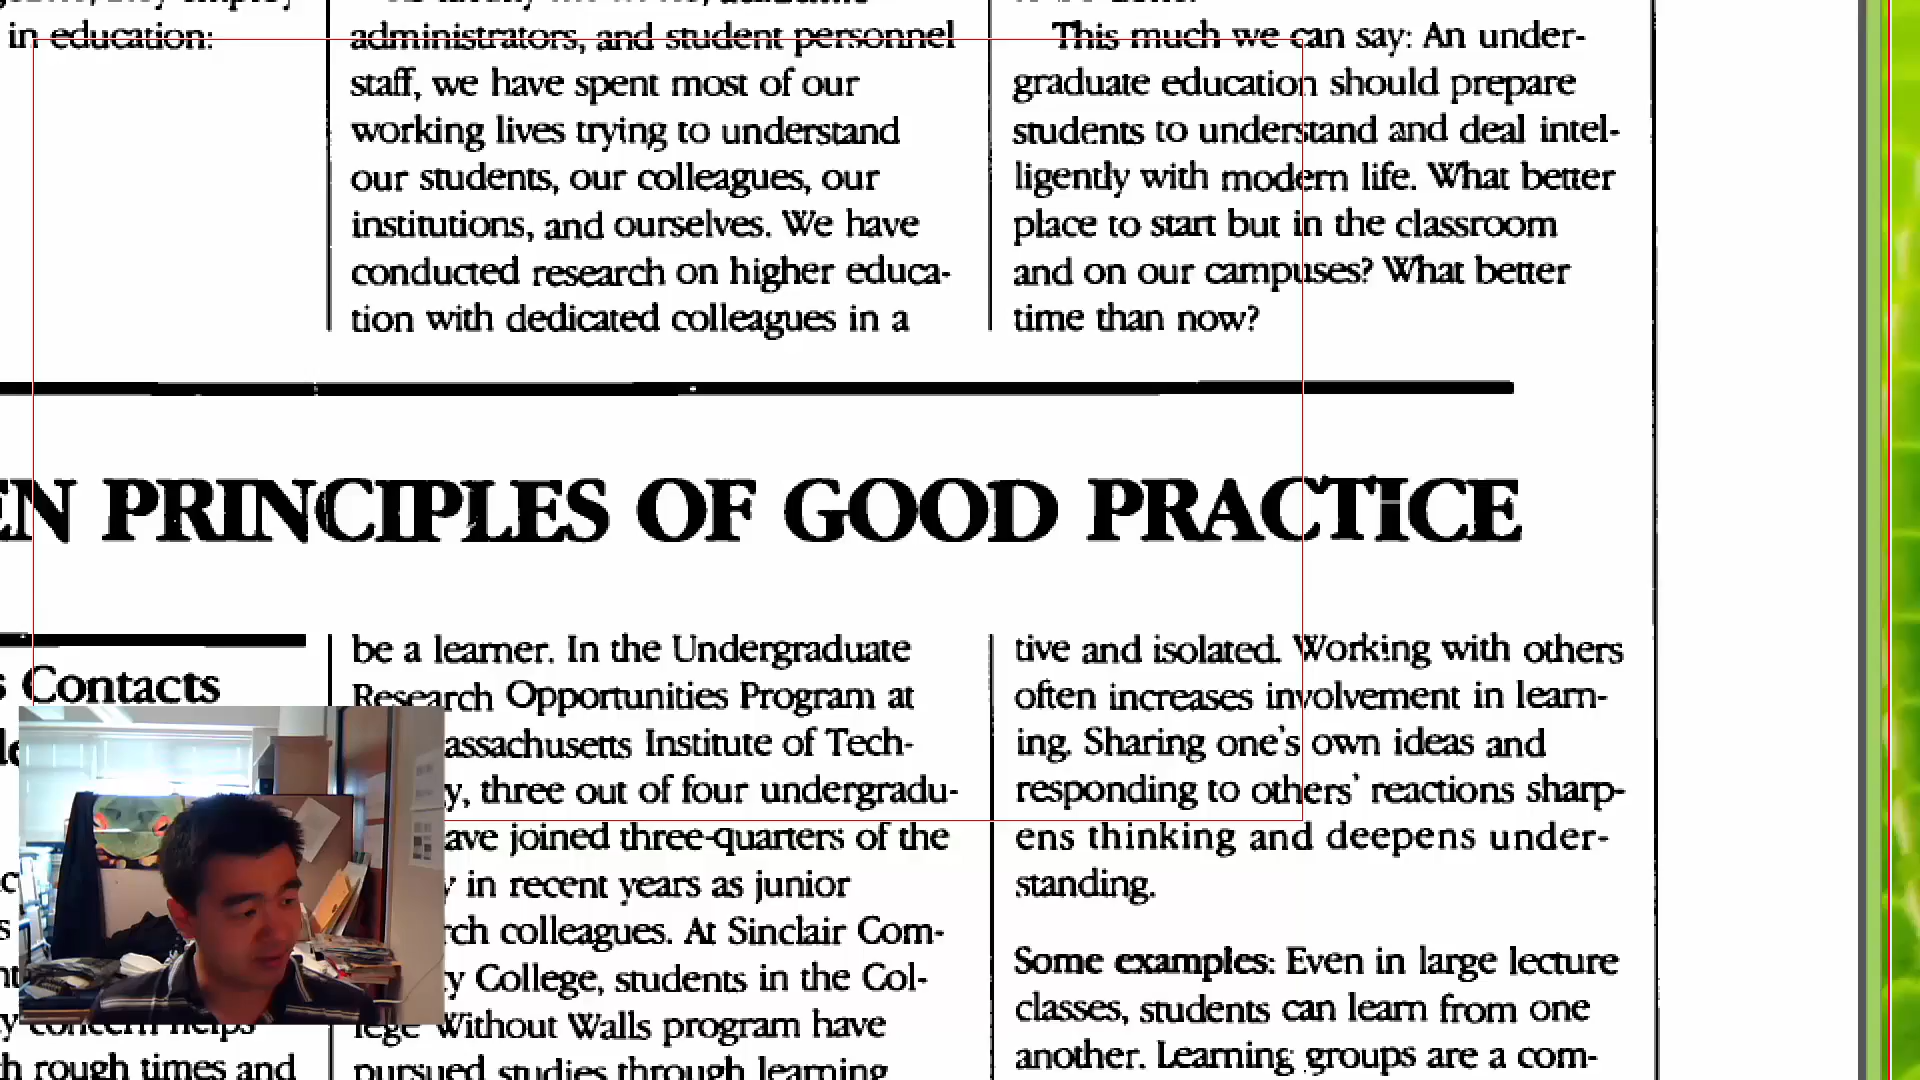 in education:
administrators, and student personnel
staff, we have spent most of our
working lives trying to understand
our students, our colleagues, our
institutions, and ourselves. We have
conducted research on higher educa-
tion with dedicated colleagues in a
This much we can say: An under-
graduate education should prepare
students to understand and deal intel-
ligently with modern life. What better
place to start but in the classroom
and on our campuses? What better
time than now?
EN PRINCIPLES OF GOOD PRACTICE
s Contacts
rough times and
be a learner. In the Undergraduate
Research Opportunities Program at
assachusetts Institute of Tech-
y, three out of four undergradu-
ave joined three-quarters of the
y in recent years as junior
rch colleagues. At Sinclair Com-
y College, students in the Col-
lege Without Walls program have
pursued studies through learning
tive and isolated. Working with others
often increases involvement in learn-
ing. Sharing one's own ideas and
responding to others' reactions sharp-
ens thinking and deepens under-
standing.
Some examples: Even in large lecture
classes, students can learn from one
another. Learning groups are a com-